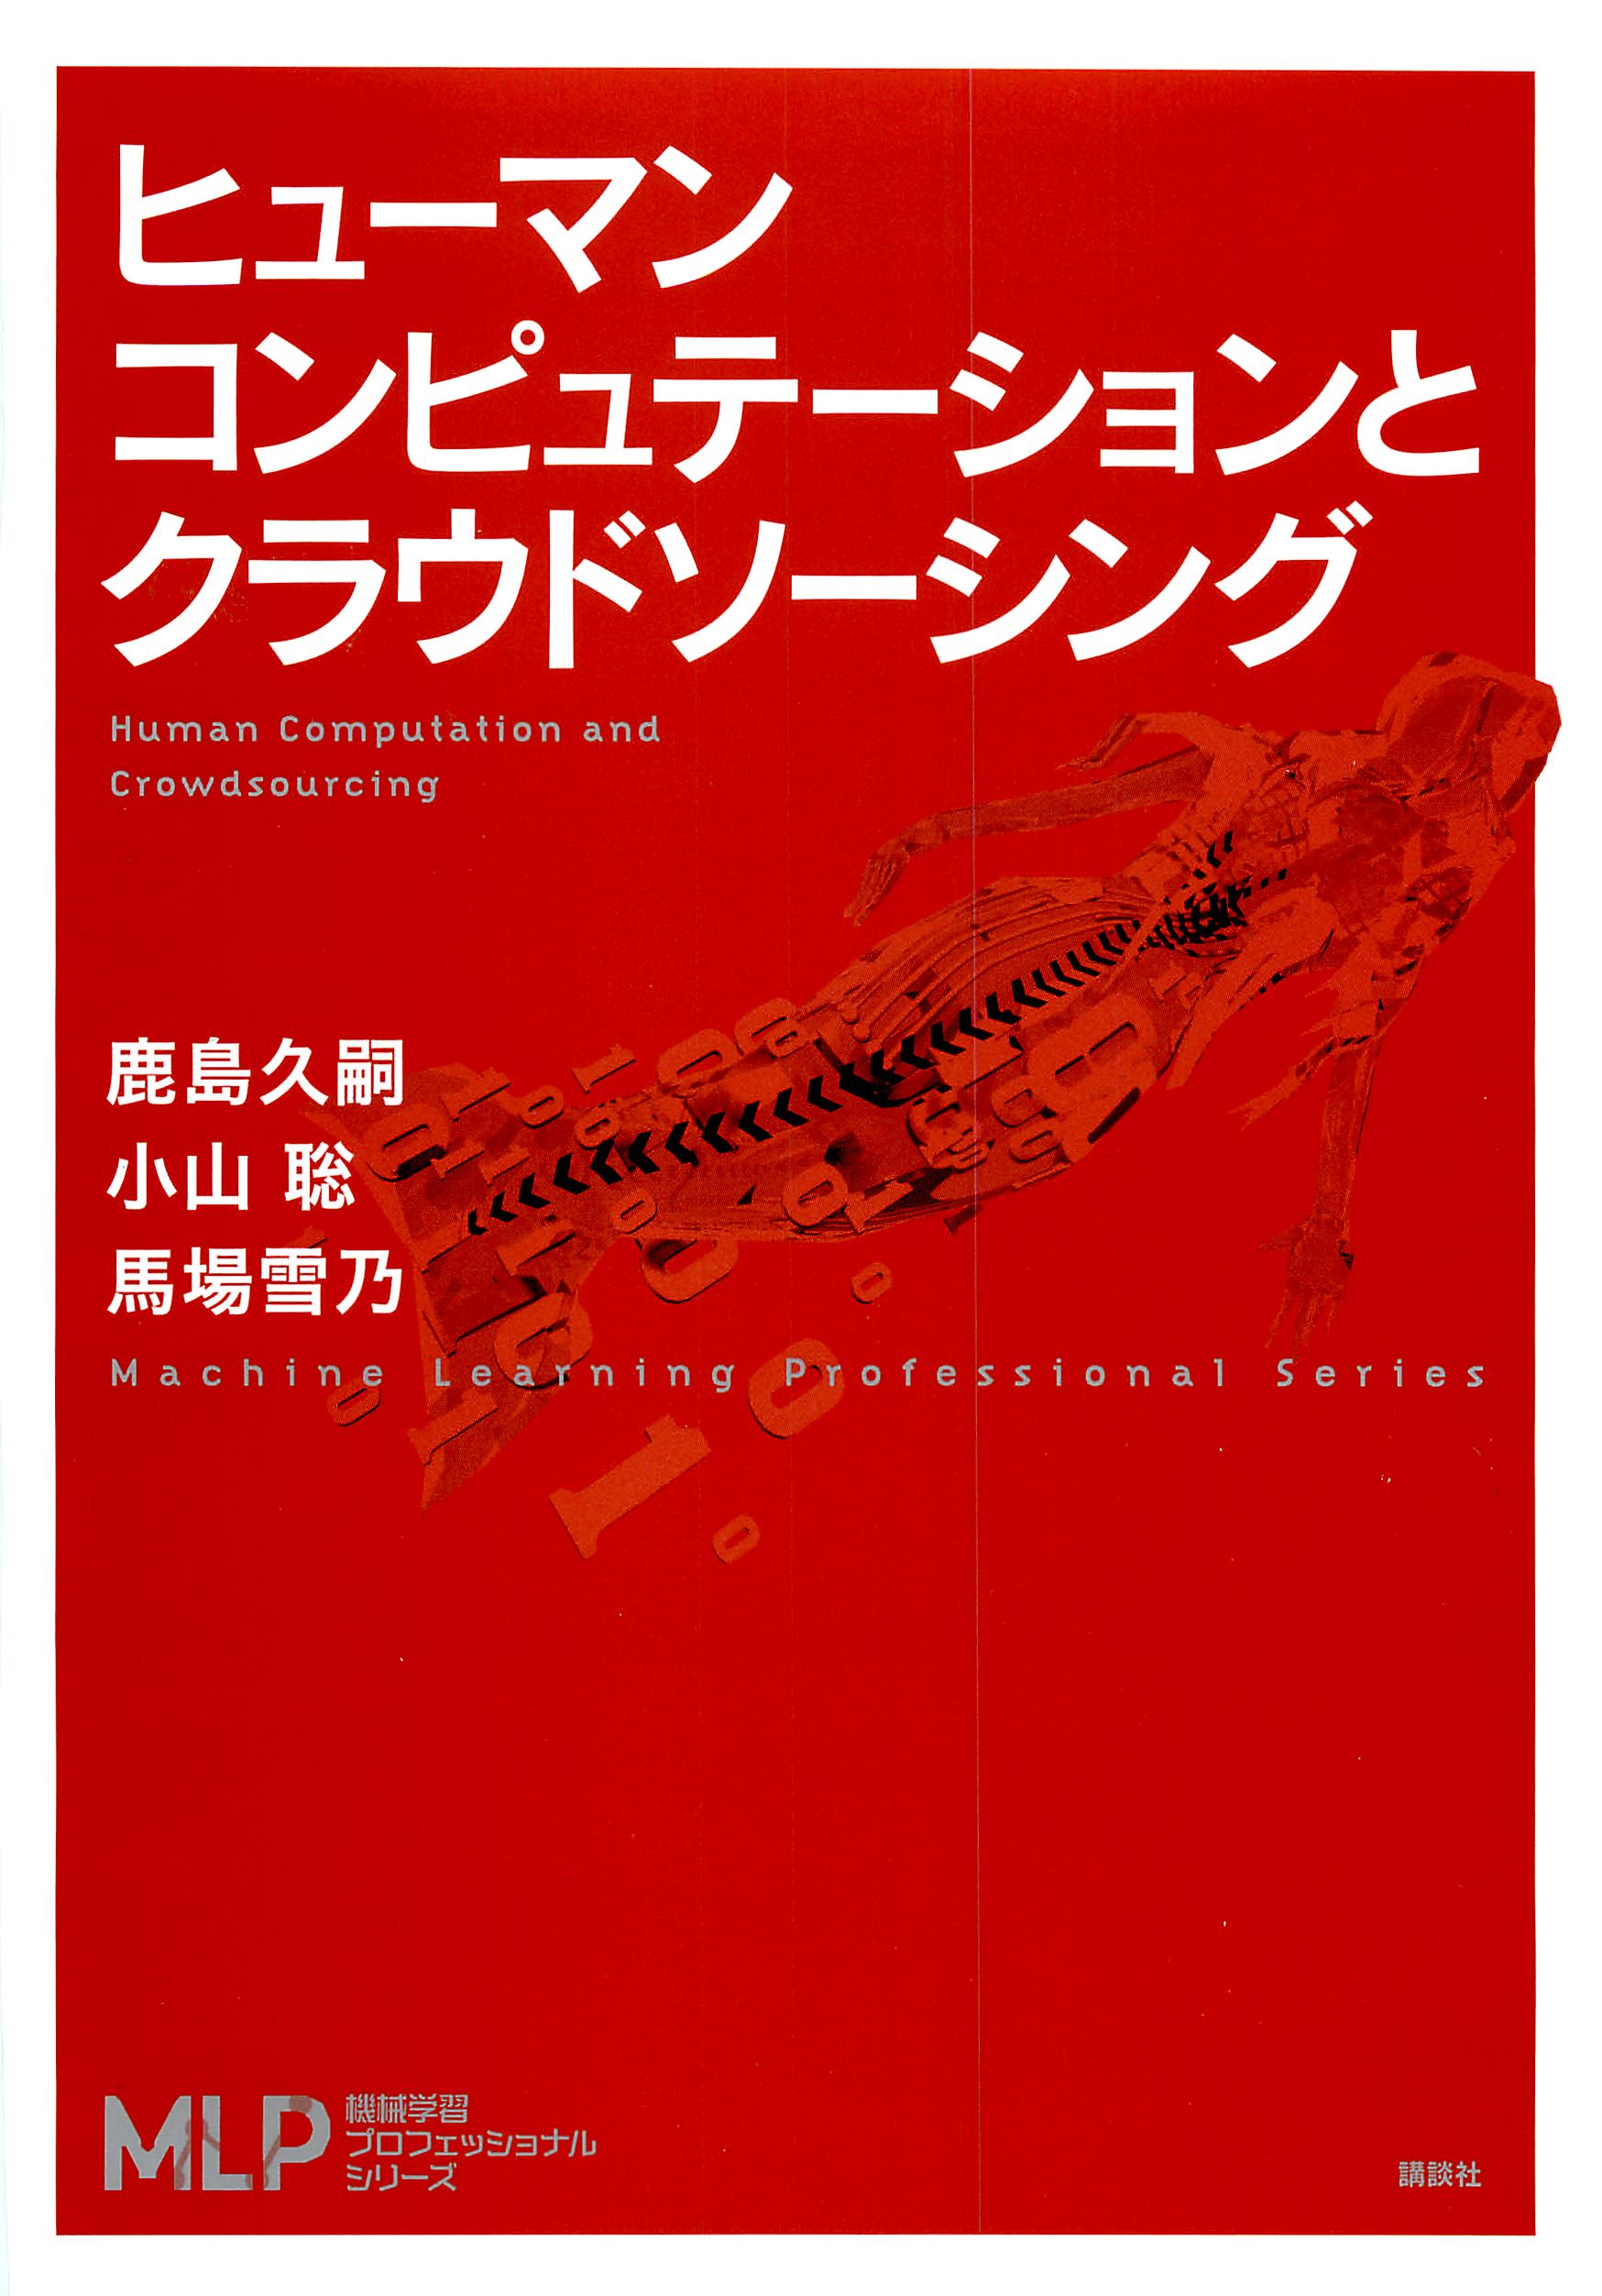 ヒューマン
コンピュテーションと
クラウドソーシング
Human Computation and
Crowdsourcing
鹿島久嗣
小山 聡
馬場雪乃
Machine Learning Professional Series
MLP
機械学習
プロフェッショナル
シリーズ
講談社